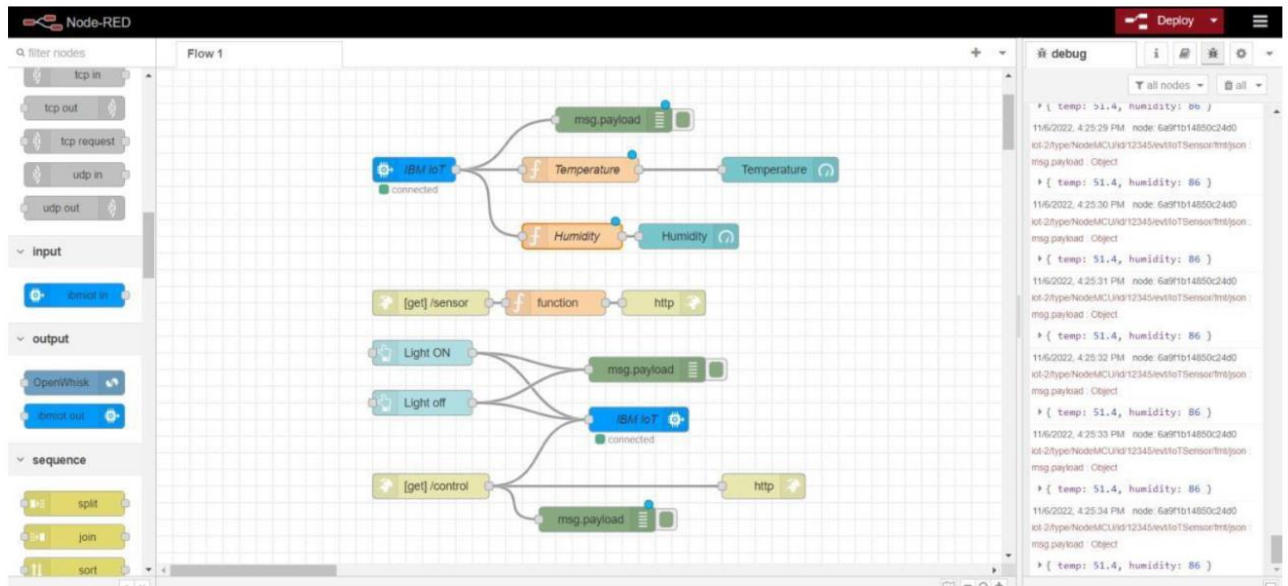 Node-RED
Deploy
filter nodes
Flow 1
debug
i
all nodes
all
tcp in
tcp out
tcp request
udp in
udp out
input
ibmiot in
output
OpenWhisk
ibmiot out
sequence
split
join
sort
msg.payload
IBM IoT
connected
Temperature
Temperature
Humidity
Humidity
[get] /sensor
function
http
Light ON
msg.payload
Light off
IBM IoT
connected
[get] /control
http
msg.payload
{ temp: 51.4, humidity: 86 }
11/6/2022, 4:25:29 PM node: 6a9f1b14850c24d0
iot-2/type/NodeMCU/id/12345/evt/IoTSensor/fmt/json :
msg.payload : Object
{ temp: 51.4, humidity: 86 }
11/6/2022, 4:25:30 PM node: 6a9f1b14850c24d0
iot-2/type/NodeMCU/id/12345/evt/IoTSensor/fmt/json :
msg.payload : Object
{ temp: 51.4, humidity: 86 }
11/6/2022, 4:25:31 PM node: 6a9f1b14850c24d0
iot-2/type/NodeMCU/id/12345/evt/IoTSensor/fmt/json :
msg.payload : Object
{ temp: 51.4, humidity: 86 }
11/6/2022, 4:25:32 PM node: 6a9f1b14850c24d0
iot-2/type/NodeMCU/id/12345/evt/IoTSensor/fmt/json :
msg.payload : Object
{ temp: 51.4, humidity: 86 }
11/6/2022, 4:25:33 PM node: 6a9f1b14850c24d0
iot-2/type/NodeMCU/id/12345/evt/IoTSensor/fmt/json :
msg.payload : Object
{ temp: 51.4, humidity: 86 }
11/6/2022, 4:25:34 PM node: 6a9f1b14850c24d0
iot-2/type/NodeMCU/id/12345/evt/IoTSensor/fmt/json :
msg.payload : Object
{ temp: 51.4, humidity: 86 }